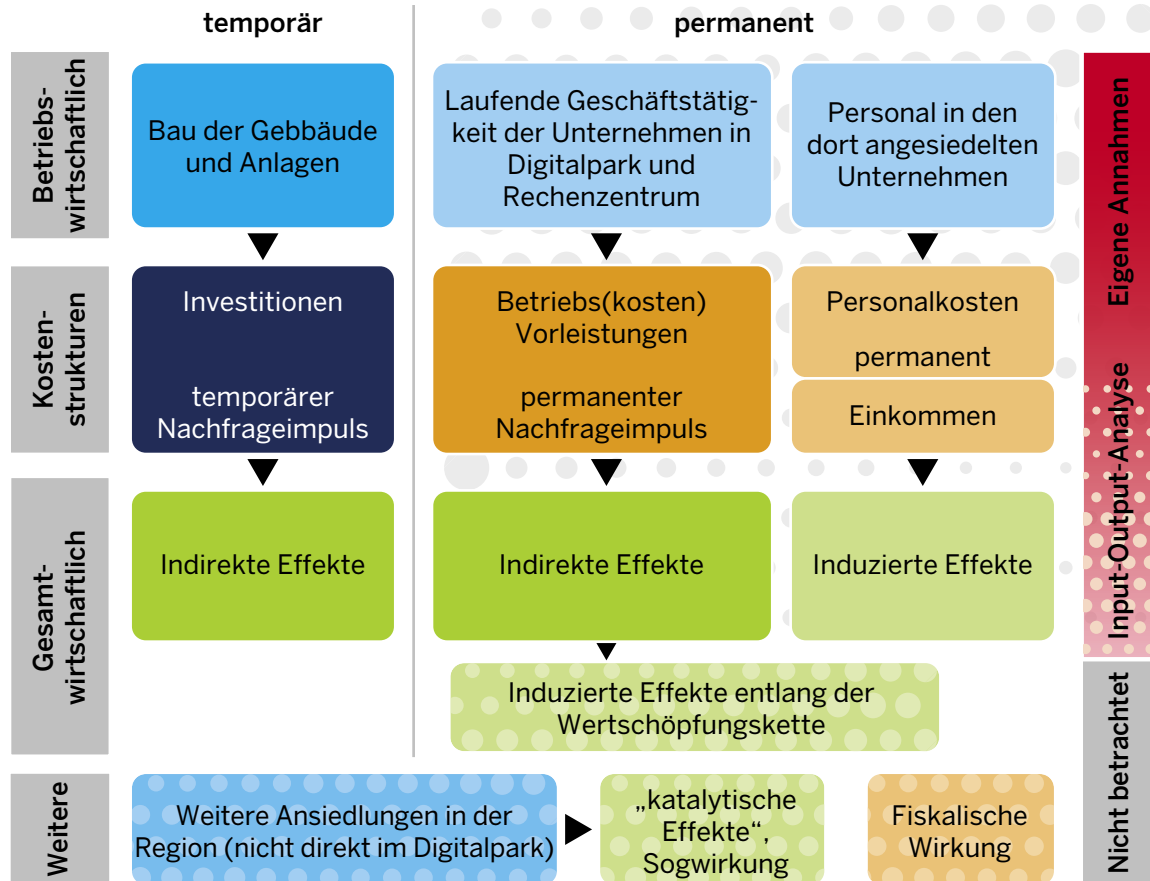 temporär
permanent
Betriebs-
wirtschaftlich
Bau der Gebbäude
und Anlagen
Laufende Geschäftstätig-
keit der Unternehmen in
Digitalpark und
Rechenzentrum
Personal in den
dort angesiedelten
Unternehmen
Eigene Annahmen
Kosten-
strukturen
Investitionen
temporärer
Nachfrageimpuls
Betriebs(kosten)
Vorleistungen
permanenter
Nachfrageimpuls
Personalkosten
permanent
Einkommen
Input-Output-Analyse
Gesamt-
wirtschaftlich
Indirekte Effekte
Indirekte Effekte
Induzierte Effekte
Induzierte Effekte entlang der
Wertschöpfungskette
Nicht betrachtet
Weitere
Weitere Ansiedlungen in der
Region (nicht direkt im Digitalpark)
„katalytische
Effekte“,
Sogwirkung
Fiskalische
Wirkung